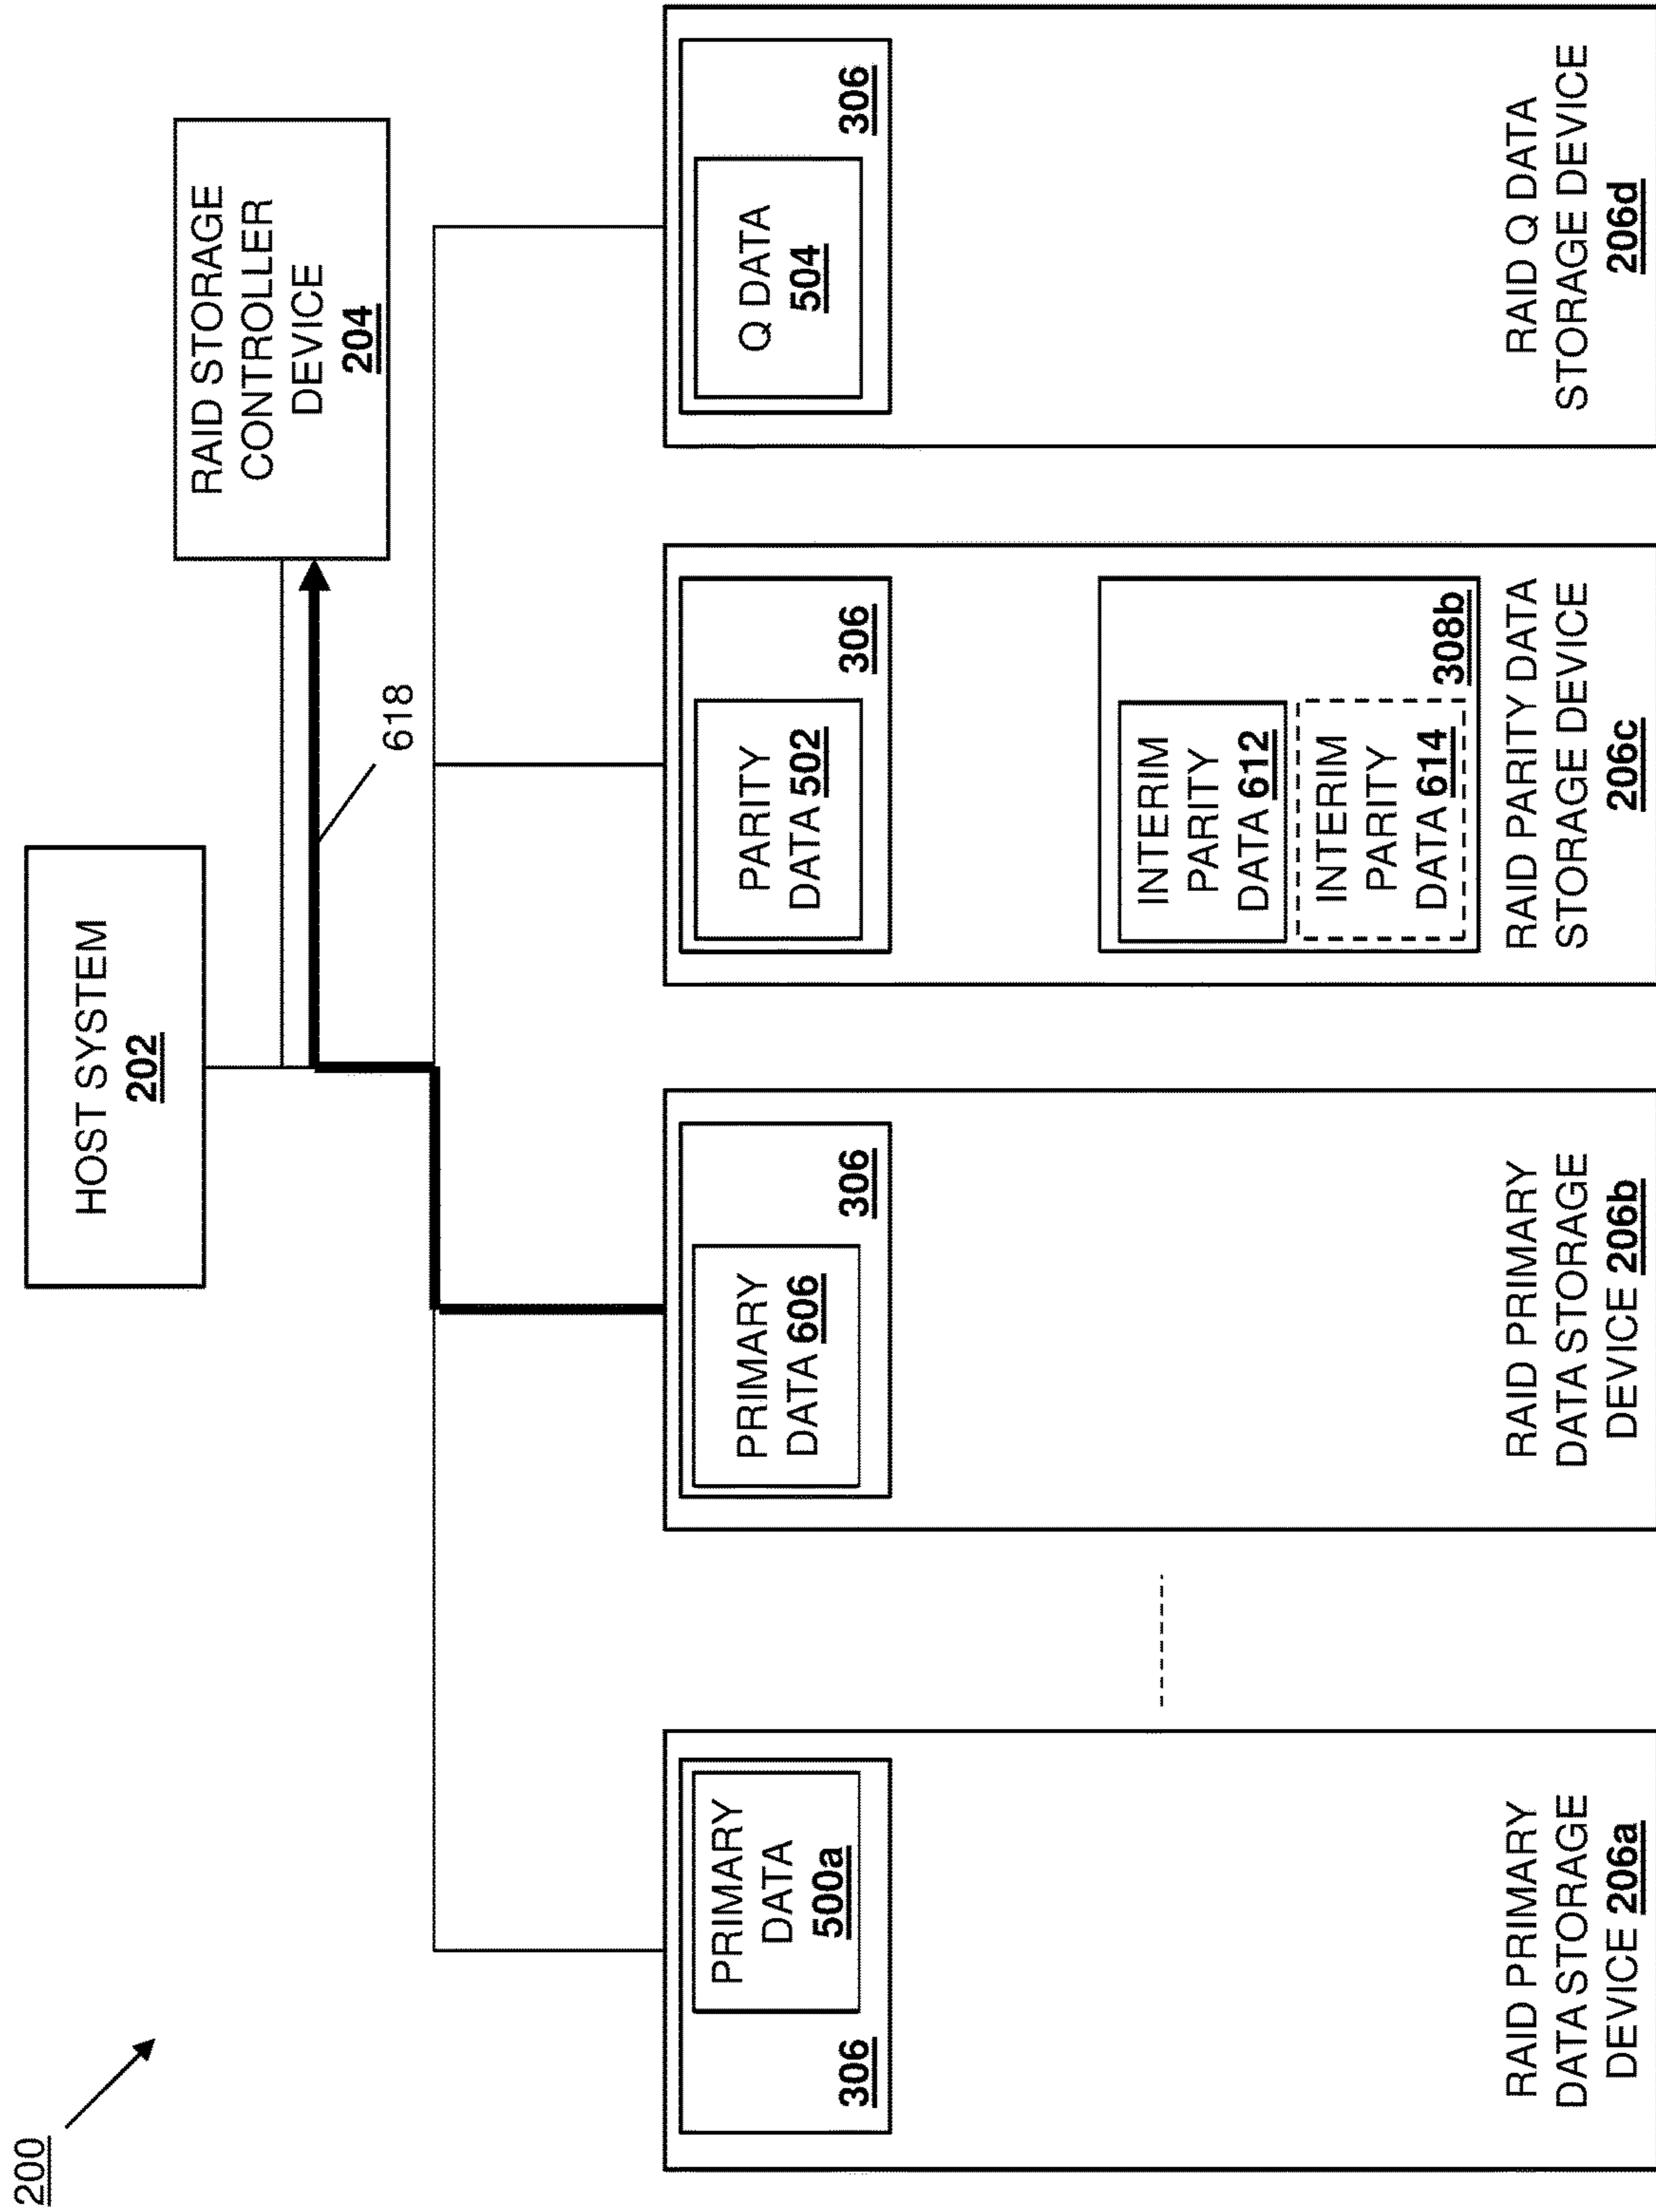 200
HOST SYSTEM
202
RAID STORAGE
CONTROLLER
DEVICE
204
618
306
PRIMARY
DATA
500a
RAID PRIMARY
DATA STORAGE
DEVICE 206a
PRIMARY
DATA 606
306
RAID PRIMARY
DATA STORAGE
DEVICE 206b
PARITY
DATA 502
306
INTERIM
PARITY
DATA 612
INTERIM
PARITY
DATA 614
308b
RAID PARITY DATA
STORAGE DEVICE
206c
Q DATA
504
306
RAID Q DATA
STORAGE DEVICE
206d